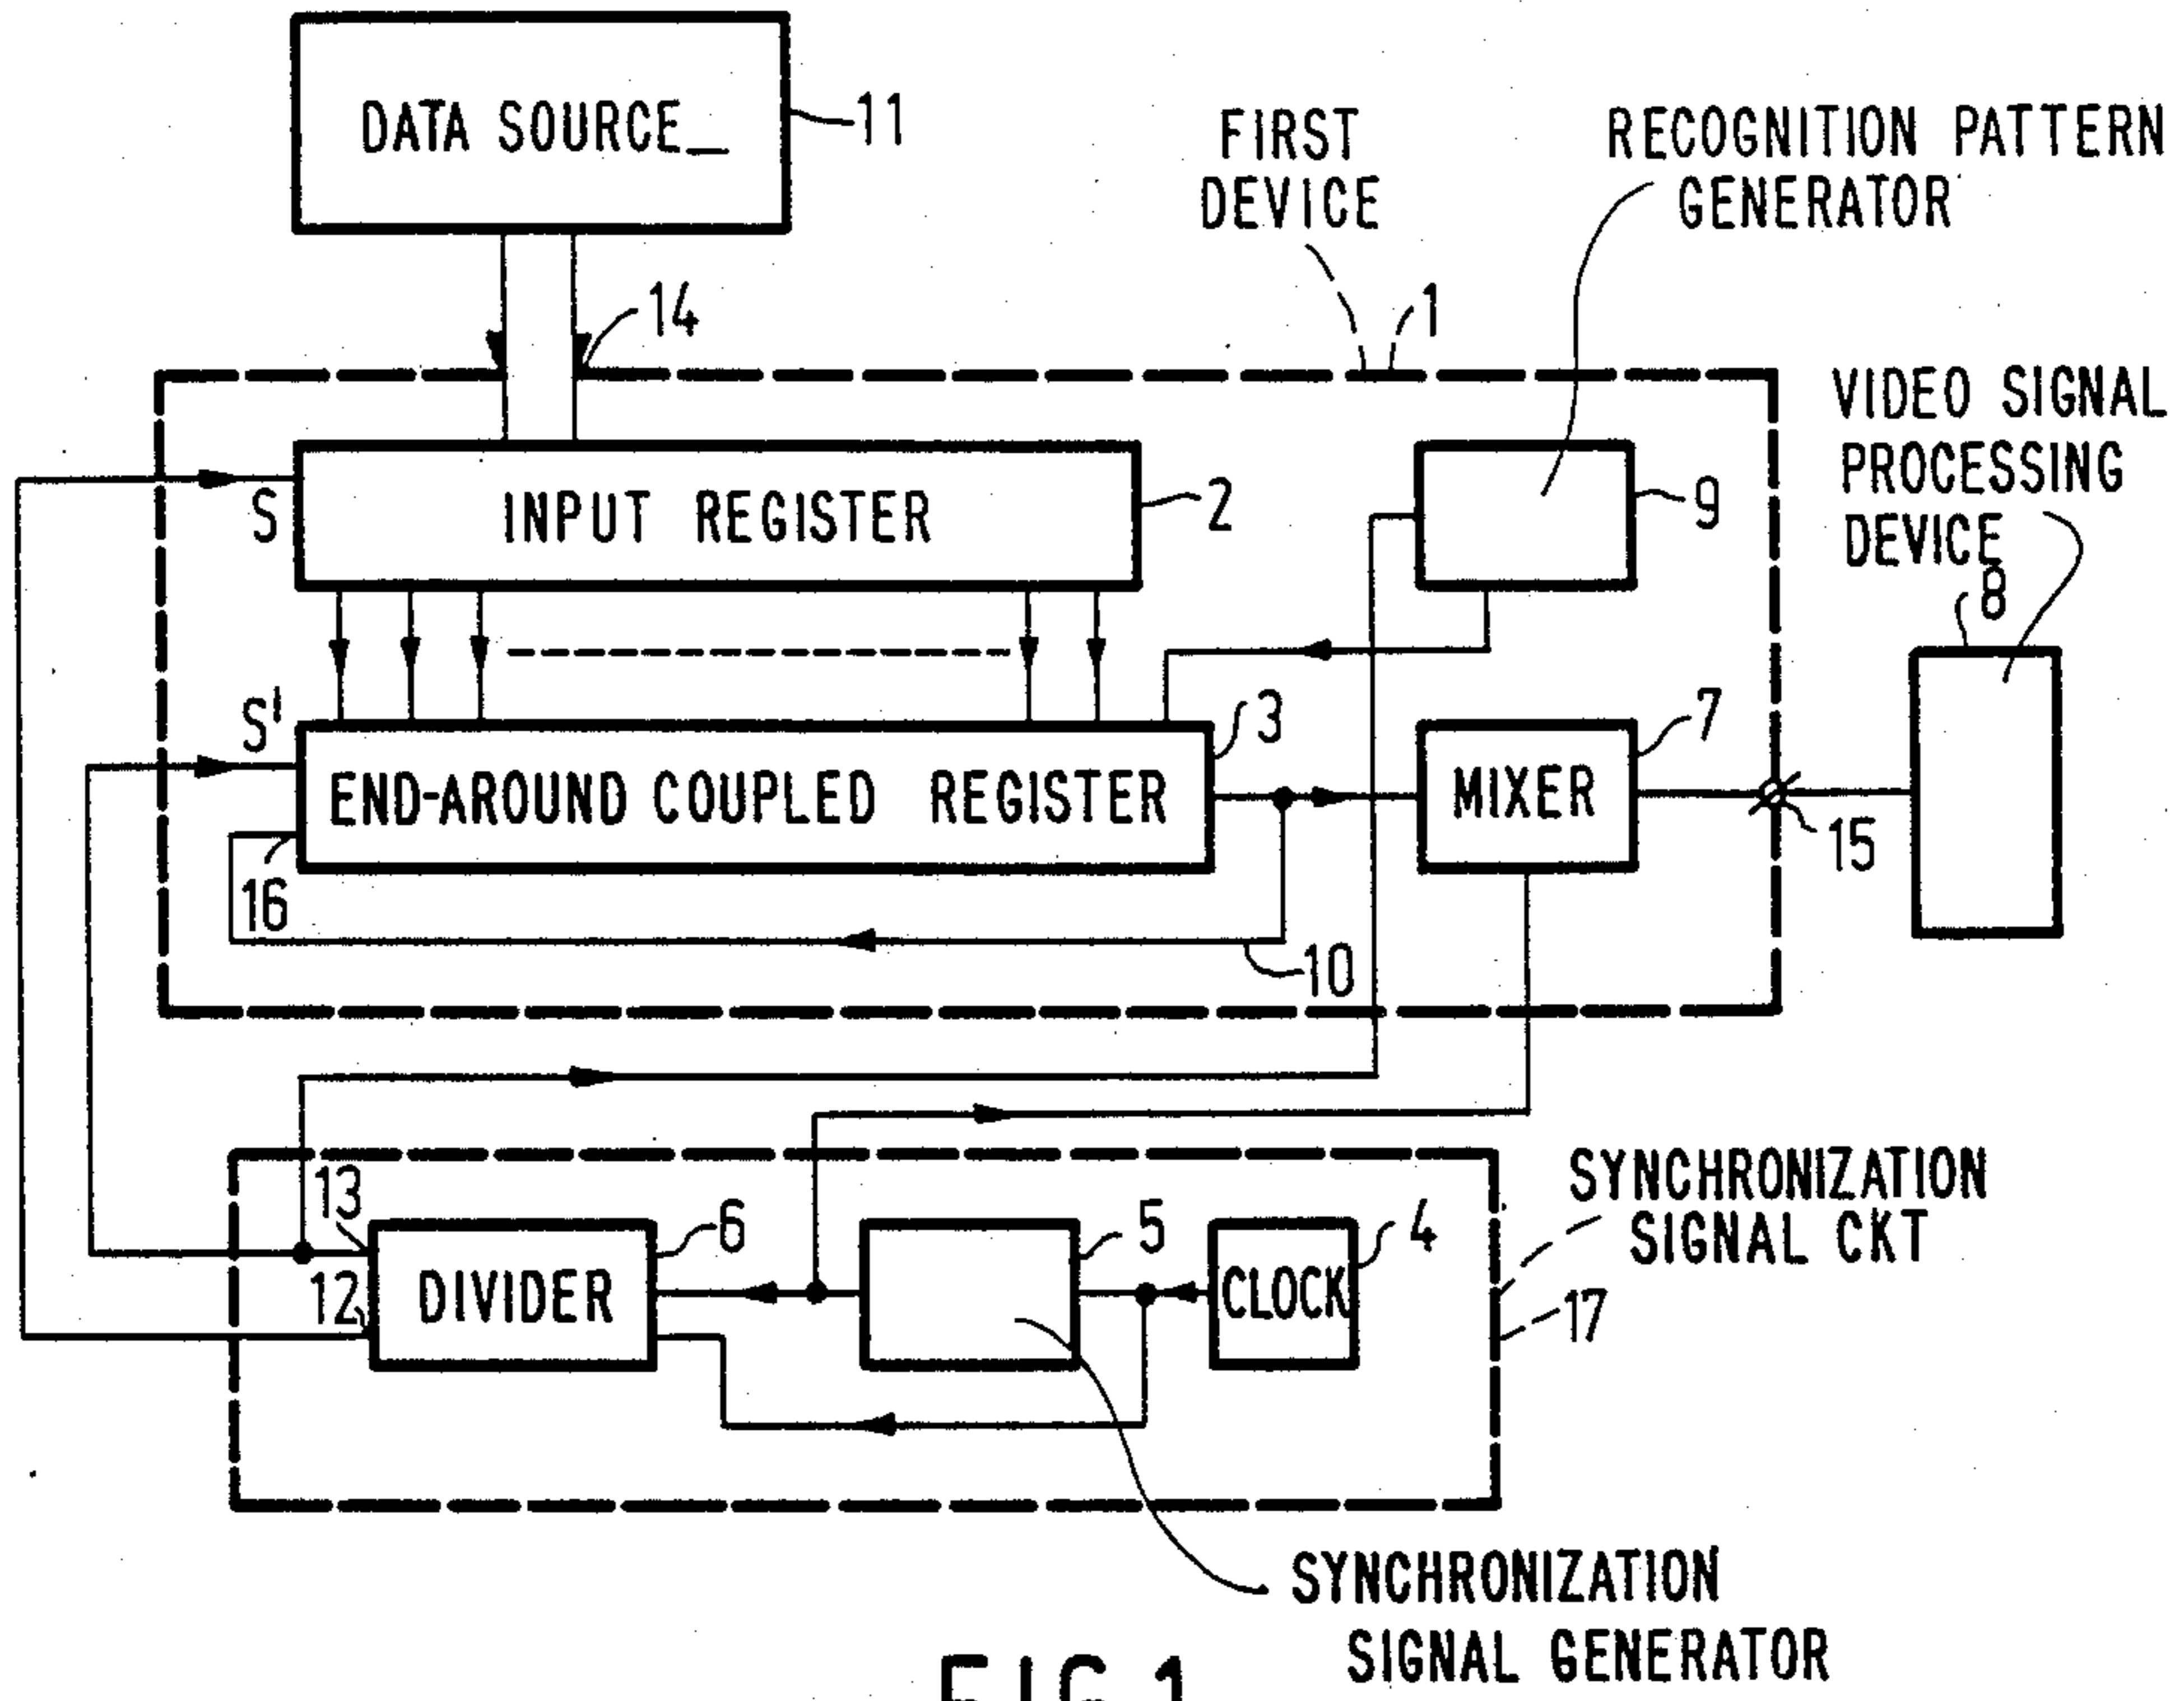 DATA SOURCE_
11
FIRST
DEVICE
RECOGNITION PATTERN
GENERATOR
14
1
VIDEO SIGNAL
PROCESSING
DEVICE
8
S
INPUT REGISTER
2
9
S'
3
7
END-AROUND COUPLED REGISTER
MIXER
15
16
10
13
6
5
4
SYNCHRONIZATION
SIGNAL CKT
12
DIVIDER
CLOCK
17
SYNCHRONIZATION
SIGNAL GENERATOR
FIG.1